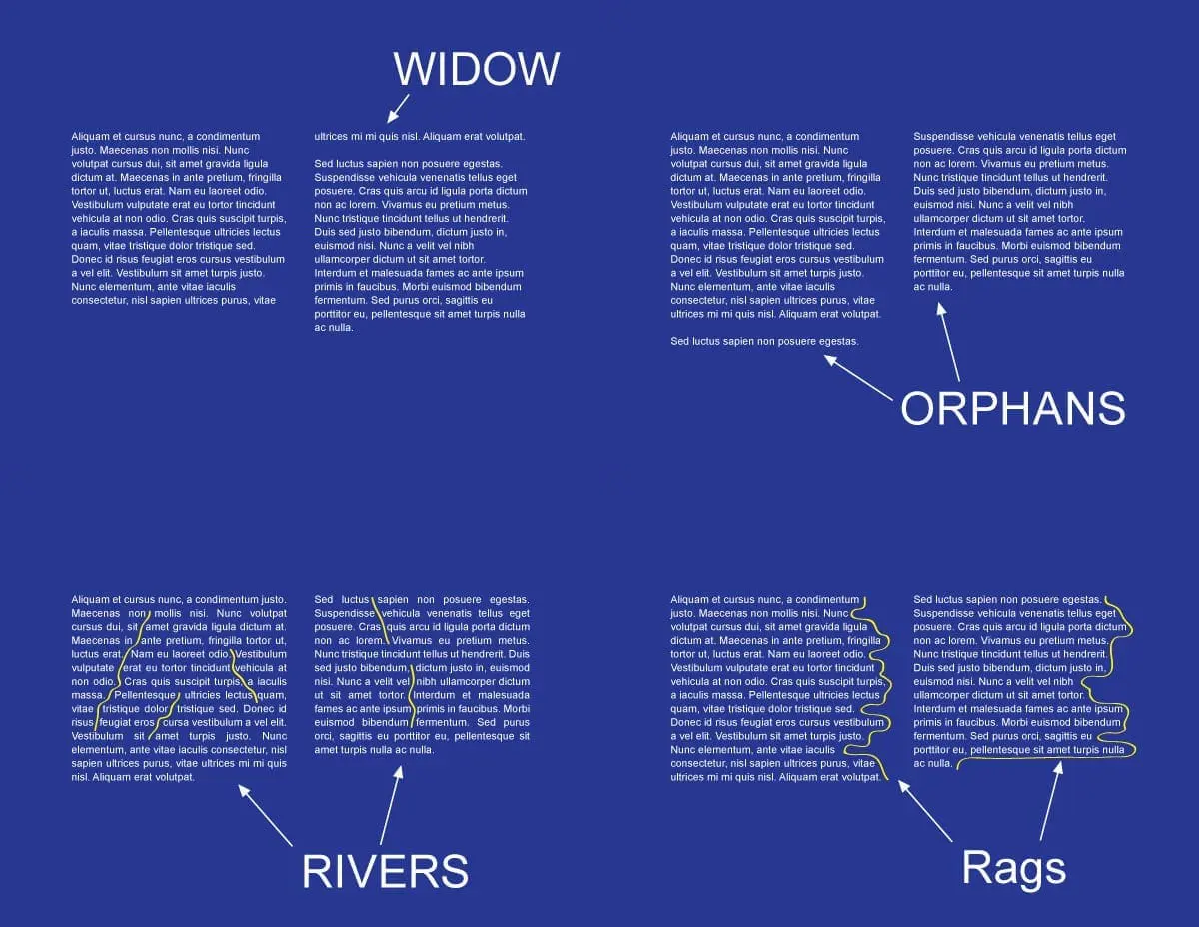 WIDOW
Aliquam et cursus nunc, a condimentum
justo. Maecenas non mollis nisi. Nunc
volutpat cursus dui, sit amet gravida ligula
dictum at. Maecenas in ante pretium, fringilla
tortor ut, luctus erat. Nam eu laoreet odio.
Vestibulum vulputate erat eu tortor tincidunt
vehicula at non odio. Cras quis suscipit turpis,
a iaculis massa. Pellentesque ultricies lectus
quam, vitae tristique dolor tristique sed.
Donec id risus feugiat eros cursus vestibulum
a vel elit. Vestibulum sit amet turpis justo.
Nunc elementum, ante vitae iaculis
consectetur, nisl sapien ultrices purus, vitae
ultrices mi mi quis nisl. Aliquam erat volutpat.
Sed luctus sapien non posuere egestas.
Suspendisse vehicula venenatis tellus eget
posuere. Cras quis arcu id ligula porta dictum
non ac lorem. Vivamus eu pretium metus.
Nunc tristique tincidunt tellus ut hendrerit.
Duis sed justo bibendum, dictum justo in,
euismod nisi. Nunc a velit vel nibh
ullamcorper dictum ut sit amet tortor.
Interdum et malesuada fames ac ante ipsum
primis in faucibus. Morbi euismod bibendum
fermentum. Sed purus orci, sagittis eu
porttitor eu, pellentesque sit amet turpis nulla
ac nulla.
Aliquam et cursus nunc, a condimentum
justo. Maecenas non mollis nisi. Nunc
volutpat cursus dui, sit amet gravida ligula
dictum at. Maecenas in ante pretium, fringilla
tortor ut, luctus erat. Nam eu laoreet odio.
Vestibulum vulputate erat eu tortor tincidunt
vehicula at non odio. Cras quis suscipit turpis,
a iaculis massa. Pellentesque ultricies lectus
quam, vitae tristique dolor tristique sed.
Donec id risus feugiat eros cursus vestibulum
a vel elit. Vestibulum sit amet turpis justo.
Nunc elementum, ante vitae iaculis
consectetur, nisl sapien ultrices purus, vitae
ultrices mi mi quis nisl. Aliquam erat volutpat.
Sed luctus sapien non posuere egestas.
Suspendisse vehicula venenatis tellus eget
posuere. Cras quis arcu id ligula porta dictum
non ac lorem. Vivamus eu pretium metus.
Nunc tristique tincidunt tellus ut hendrerit.
Duis sed justo bibendum, dictum justo in,
euismod nisi. Nunc a velit vel nibh
ullamcorper dictum ut sit amet tortor.
Interdum et malesuada fames ac ante ipsum
primis in faucibus. Morbi euismod bibendum
fermentum. Sed purus orci, sagittis eu
porttitor eu, pellentesque sit amet turpis nulla
ac nulla.
ORPHANS
Aliquam et cursus nunc, a condimentum justo.
Maecenas non mollis nisi. Nunc volutpat
cursus dui, sit amet gravida ligula dictum at.
Maecenas in ante pretium, fringilla tortor ut,
luctus erat. Nam eu laoreet odio. Vestibulum
vulputate erat eu tortor tincidunt vehicula at
non odio. Cras quis suscipit turpis, a iaculis
massa. Pellentesque ultricies lectus quam,
vitae tristique dolor tristique sed. Donec id
risus feugiat eros cursa vestibulum a vel elit.
Vestibulum sit amet turpis justo. Nunc
elementum, ante vitae iaculis consectetur, nisl
sapien ultrices purus, vitae ultrices mi mi quis
nisl. Aliquam erat volutpat.
Sed luctus sapien non posuere egestas.
Suspendisse vehicula venenatis tellus eget
posuere. Cras quis arcu id ligula porta dictum
non ac lorem. Vivamus eu pretium metus.
Nunc tristique tincidunt tellus ut hendrerit. Duis
sed justo bibendum, dictum justo in, euismod
nisi. Nunc a velit vel nibh ullamcorper dictum
ut sit amet tortor. Interdum et malesuada
fames ac ante ipsum primis in faucibus. Morbi
euismod bibendum fermentum. Sed purus
orci, sagittis eu porttitor eu, pellentesque sit
amet turpis nulla ac nulla.
RIVERS
Aliquam et cursus nunc, a condimentum
justo. Maecenas non mollis nisi. Nunc
volutpat cursus dui, sit amet gravida ligula
dictum at. Maecenas in ante pretium, fringilla
tortor ut, luctus erat. Nam eu laoreet odio.
Vestibulum vulputate erat eu tortor tincidunt
vehicula at non odio. Cras quis suscipit turpis,
a iaculis massa. Pellentesque ultricies lectus
quam, vitae tristique dolor tristique sed.
Donec id risus feugiat eros cursus vestibulum
a vel elit. Vestibulum sit amet turpis justo.
Nunc elementum, ante vitae iaculis
consectetur, nisl sapien ultrices purus, vitae
ultrices mi mi quis nisl. Aliquam erat volutpat.
Sed luctus sapien non posuere egestas.
Suspendisse vehicula venenatis tellus eget
posuere. Cras quis arcu id ligula porta dictum
non ac lorem. Vivamus eu pretium metus.
Nunc tristique tincidunt tellus ut hendrerit.
Duis sed justo bibendum, dictum justo in,
euismod nisi. Nunc a velit vel nibh
ullamcorper dictum ut sit amet tortor.
Interdum et malesuada fames ac ante ipsum
primis in faucibus. Morbi euismod bibendum
fermentum. Sed purus orci, sagittis eu
porttitor eu, pellentesque sit amet turpis nulla
ac nulla.
Rags